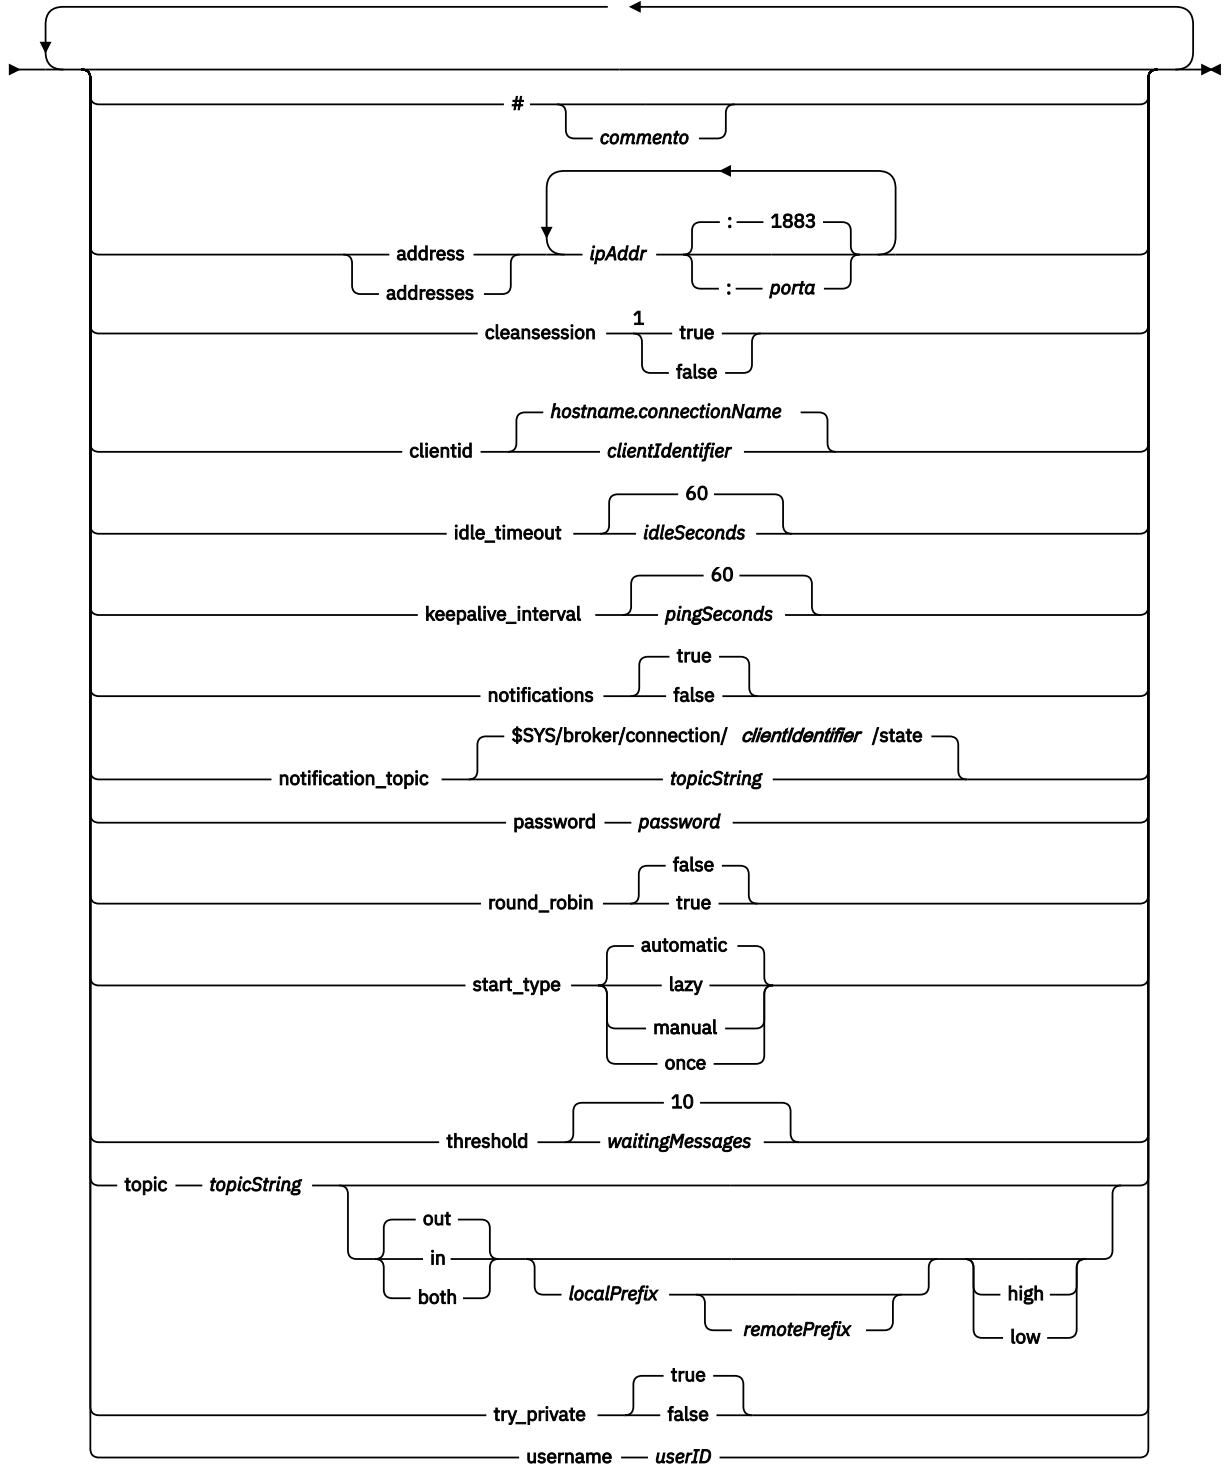 #
commento
: 1883
address ipAddr
addresses : porta
1
cleansession true
false
hostname.connectionName
clientid clientIdentifier
60
idle_timeout idleSeconds
60
keepalive_interval pingSeconds
true
notifications false
$SYS/broker/connection/ clientIdentifier /state
notification_topic topicString
password password
false
round_robin true
automatic
start_type lazy
manual
once
10
threshold waitingMessages
topic topicString
out
in
both localPrefix high
remotePrefix low
true
try_private false
username userID